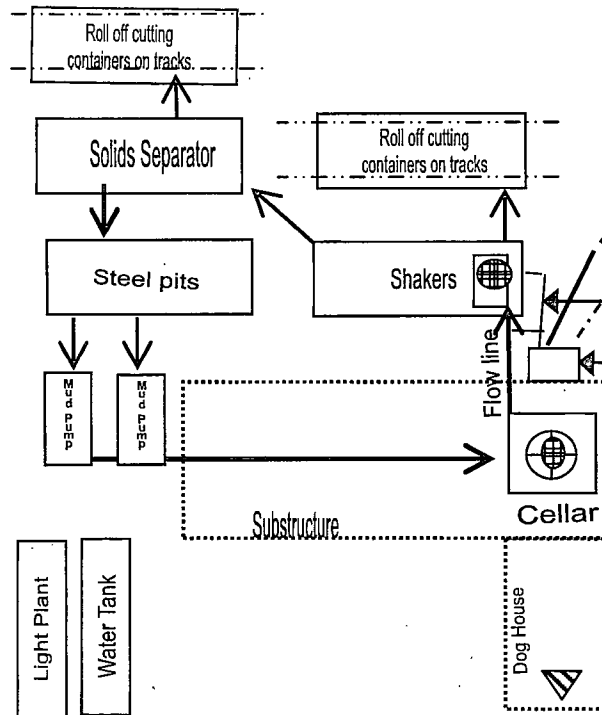 Roll off cutting
containers on tracks
Solids Separator
Roll off cutting
containers on tracks
Steel pits
Shakers
Flow line
Mud pump
Mud pump
Cellar
Substructure
Light Plant
Water Tank
Dog House